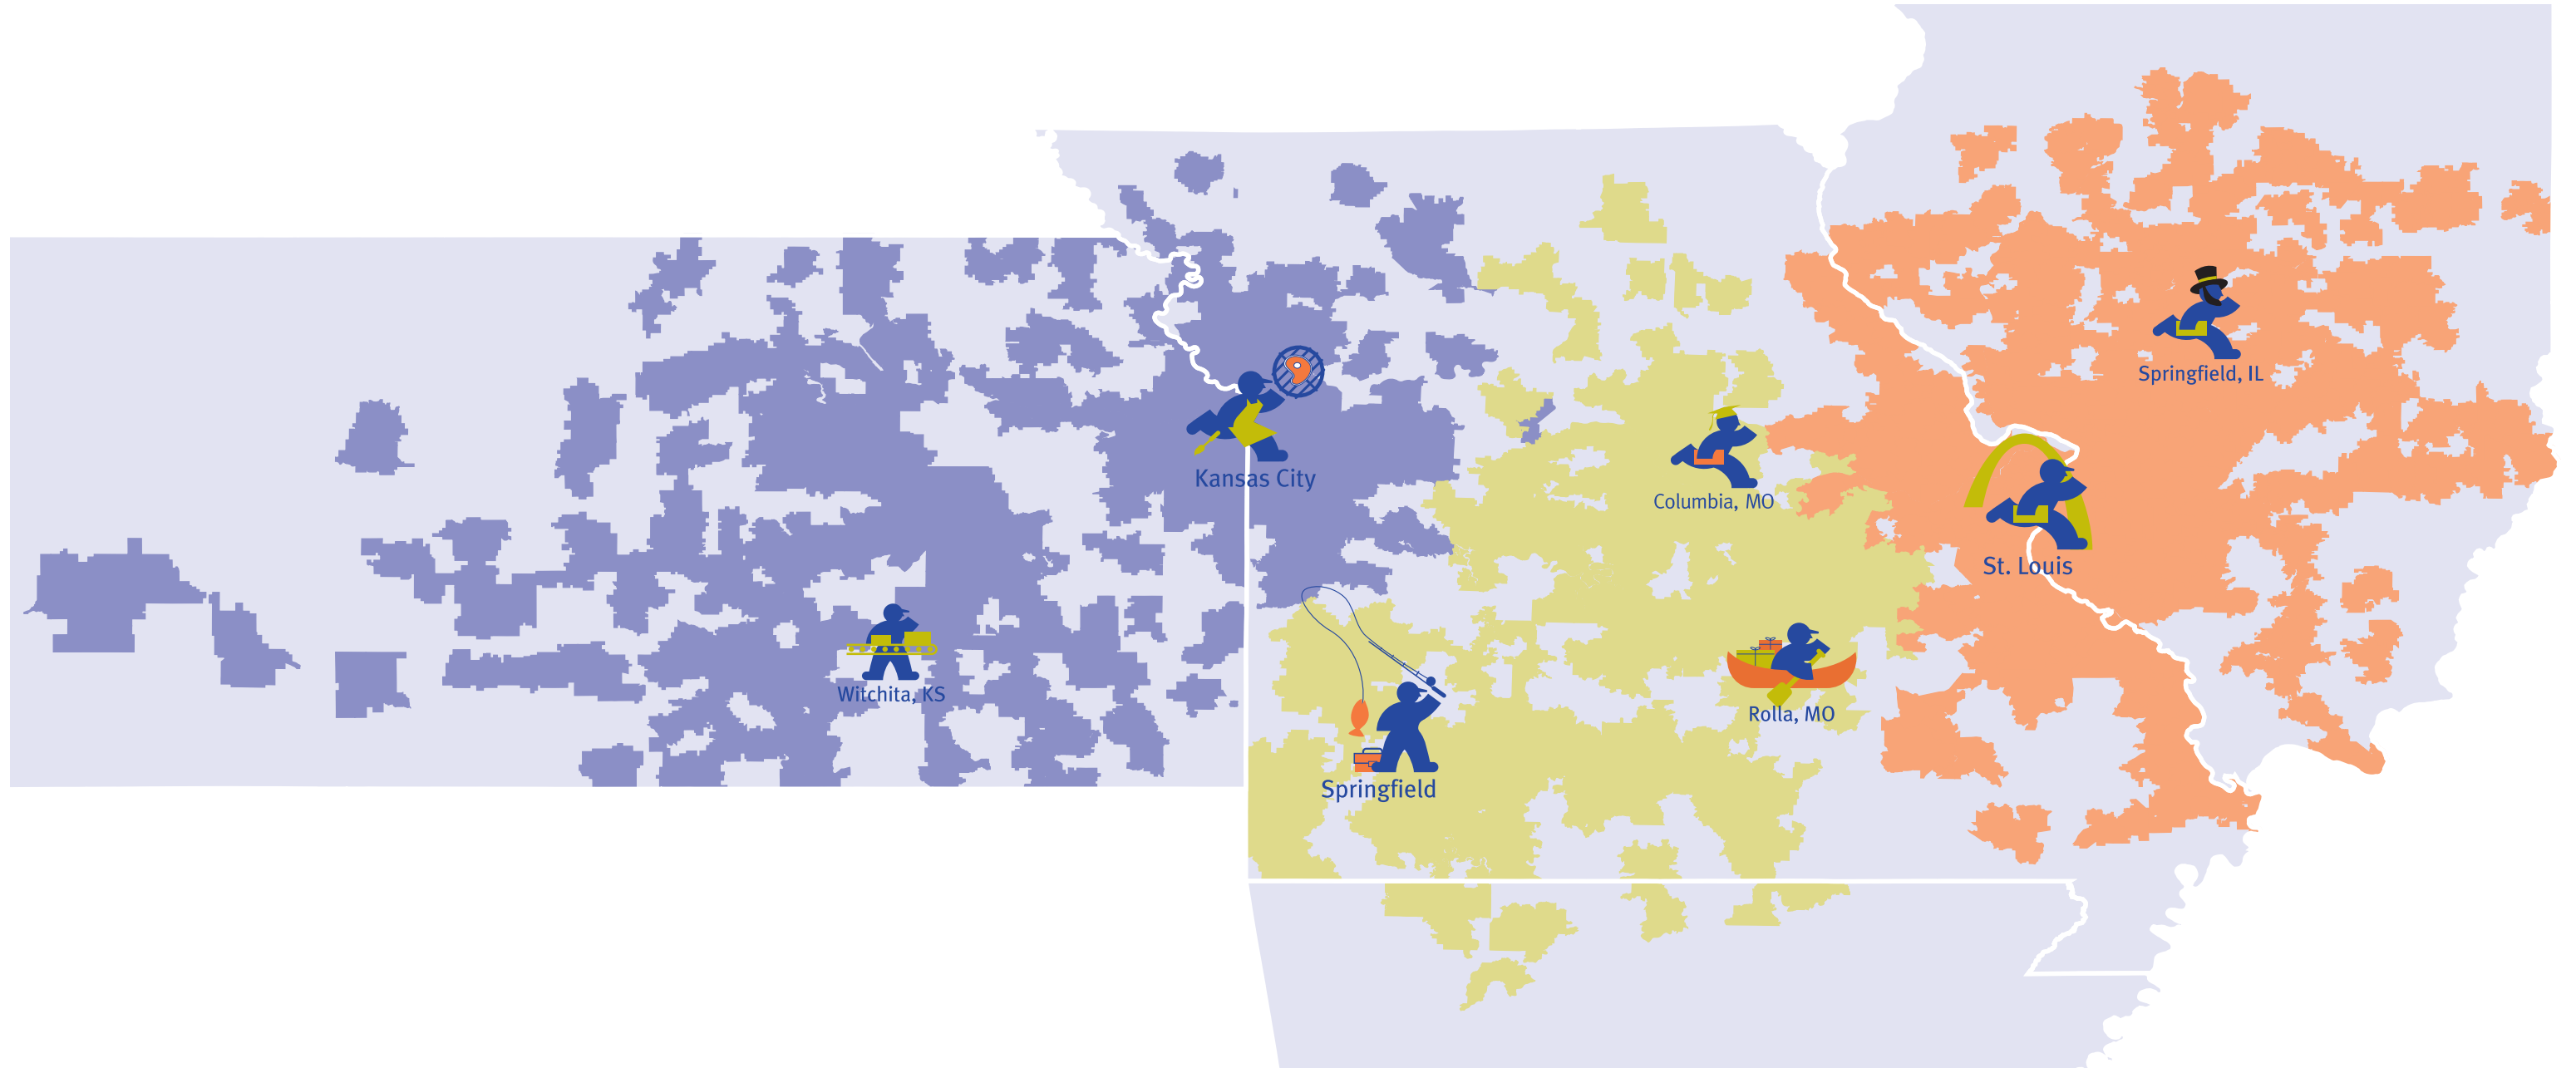 Springfield, IL
Kansas City
Columbia, MO
St. Louis
Witchita, KS
Rolla, MO
Springfield